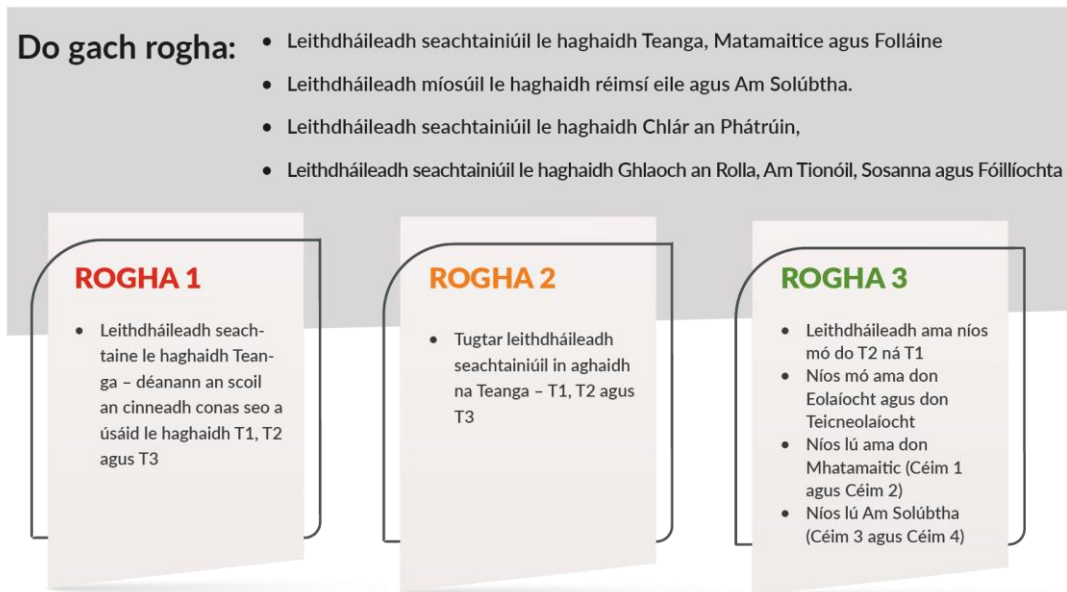 Do gach rogha:
• Leithdháileadh seachtainiúil le haghaidh Teanga, Matamaitice agus Folláine
• Leithdháileadh míosúil le haghaidh réimsí eile agus Am Solúbtha.
• Leithdháileadh seachtainiúil le haghaidh Chlár an Phátrúin,
• Leithdháileadh seachtainiúil le haghaidh Ghlaoch an Rolla, Am Tionóil, Sosanna agus Fóillíochta
ROGHA 1
• Leithdháileadh seach-
taine le haghaidh Tean-
ga – déanann an scoil
an cinneadh conas seo a
úsáid le haghaidh T1, T2
agus T3
ROGHA 2
• Tugtar leithdháileadh
seachtainiúil in aghaidh
na Teanga – T1, T2 agus
T3
ROGHA 3
• Leithdháileadh ama níos
mó do T2 ná T1
• Níos mó ama don
Eolaíocht agus don
Teicneolaíocht
• Níos lú ama don
Mhatamaitic (Céim 1
agus Céim 2)
• Níos lú Am Solúbtha
(Céim 3 agus Céim 4)